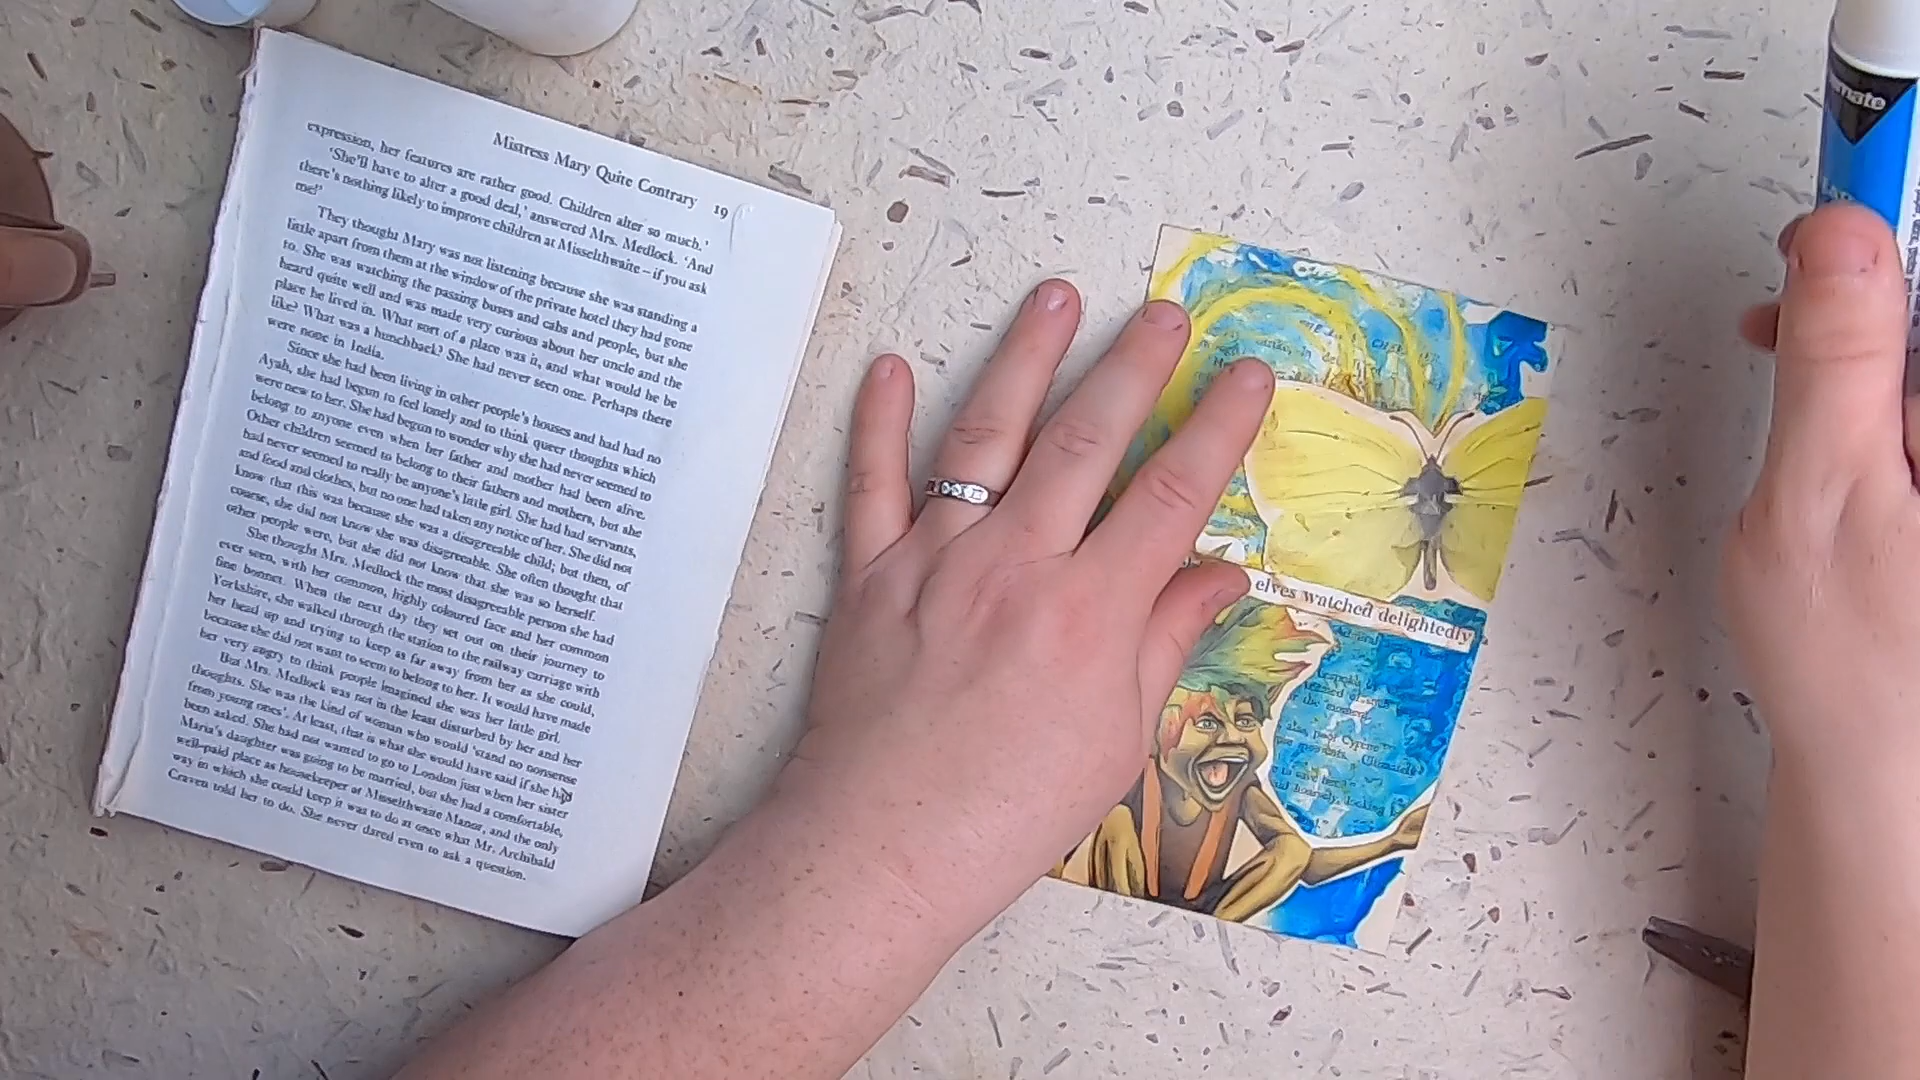 Mistress Mary Quite Contrary 19
expression, her features are rather good. Children alter so much.'
'She'll have to alter a good deal,' answered Mrs. Medlock. 'And
there's nothing likely to improve children at Misselthwaite – if you ask
me!'
They thought Mary was not listening because she was standing a
little apart from them at the window of the private hotel they had gone
to. She was watching the passing buses and cabs and people, but she
heard quite well and was made very curious about her uncle and the
place he lived in. What sort of a place was it, and what would he be
like? What was a hunchback? She had never seen one. Perhaps there
were none in India.
Since she had been living in other people's houses and had had no
Ayah, she had begun to feel lonely and to think queer thoughts which
were new to her. She had begun to wonder why she had never seemed to
belong to anyone even when her father and mother had been alive.
Other children seemed to belong to their fathers and mothers, but she
had never seemed to really be anyone's little girl. She had had servants,
and food and clothes, but no one had taken any notice of her. She did not
know that this was because she was a disagreeable child; but then, of
course, she did not know she was disagreeable. She often thought that
other people were, but she did not know that she was so herself.
She thought Mrs. Medlock the most disagreeable person she had
ever seen, with her common, highly coloured face and her common
fine bonnet. When the next day they set out on their journey to
Yorkshire, she walked through the station to the railway carriage with
her head up and trying to keep as far away from her as she could,
because she did not want to seem to belong to her. It would have made
her very angry to think people imagined she was her little girl.
But Mrs. Medlock was not in the least disturbed by her and her
thoughts. She was the kind of woman who would 'stand no nonsense
from young ones'. At least, that is what she would have said if she had
been asked. She had not wanted to go to London just when her sister
Maria's daughter was going to be married, but she had a comfortable,
well-paid place as housekeeper at Misselthwaite Manor, and the only
way in which she could keep it was to do at once what Mr. Archibald
Craven told her to do. She never dared even to ask a question.
elves watched delightedly
Admiral
the moment
alas, poor Cyprene